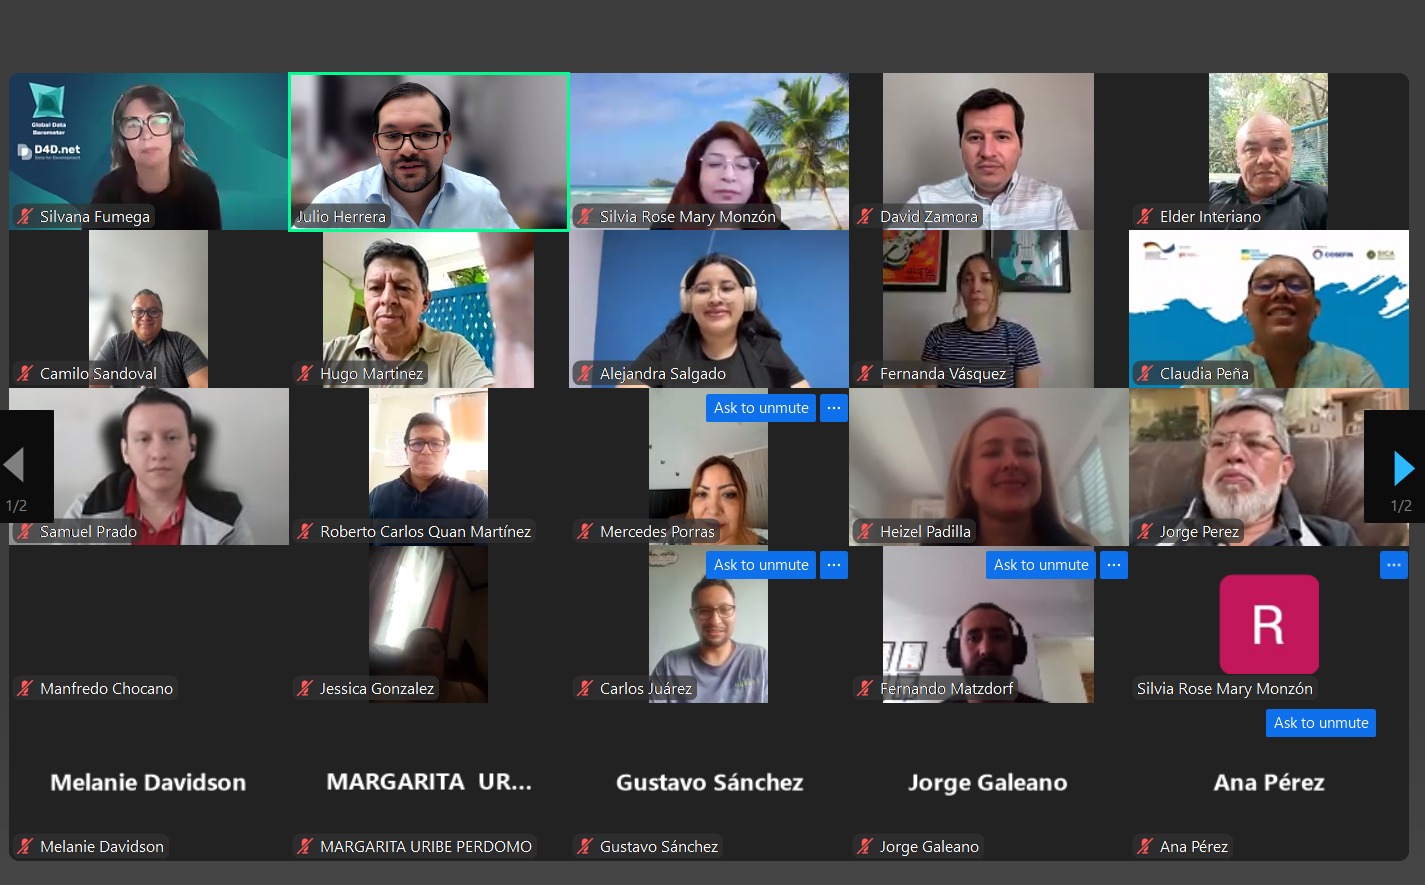 Global Data
Barometer
D4D.net
Data for Development
Silvana Fumega
Julio Herrera
Silvia Rose Mary Monzón
David Zamora
Elder Interiano
COSEFIN
SICA
Camilo Sandoval
Hugo Martínez
Alejandra Salgado
Fernanda Vásquez
Claudia Peña
Ask to unmute
...
1/2
1/2
Samuel Prado
Roberto Carlos Quan Martínez
Mercedes Porras
Heizel Padilla
Jorge Perez
Ask to unmute
...
Ask to unmute
...
...
R
Manfredo Chocano
Jessica Gonzalez
Carlos Juárez
Fernando Matzdorf
Silvia Rose Mary Monzón
Ask to unmute
Melanie Davidson
MARGARITA UR...
Gustavo Sánchez
Jorge Galeano
Ana Pérez
Melanie Davidson
MARGARITA URIBE PERDOMO
Gustavo Sánchez
Jorge Galeano
Ana Pérez